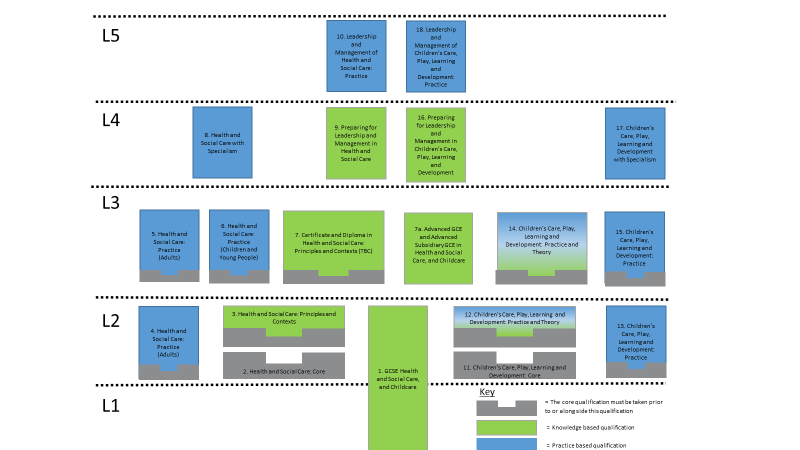 L5
10. Leadership
and
Management of
Health and
Social Care:
Practice
18. Leadership
and
Management of
Children's Care,
Play, Learning
and
Development:
Practice
L4
8. Health and
Social Care with
Specialism
9. Preparing for
Leadership and
Management in
Health and
Social Care
16. Preparing
for Leadership
and
Management in
Children's Care,
Play, Learning
and
Development
17. Children's
Care, Play,
Learning and
Development
with Specialism
L3
5. Health and
Social Care:
Practice
(Adults)
6. Health and
Social Care:
Practice
(Children and
Young People)
7. Certificate and Diploma in
Health and Social Care:
Principles and Contexts (TBC)
7a. Advanced GCE
and Advanced
Subsidiary GCE in
Health and Social
Care, and Childcare
14. Children's Care, Play,
Learning and
Development: Practice and
Theory
15. Children's
Care, Play,
Learning and
Development:
Practice
L2
4. Health and
Social Care:
Practice
(Adults)
3. Health and Social Care: Principles and
Contexts
2. Health and Social Care: Core
1. GCSE Health
and Social Care,
and Childcare
12. Children's Care, Play, Learning and
Development: Practice and Theory
11. Children's Care, Play, Learning and
Development: Core
13. Children's
Care, Play,
Learning and
Development:
Practice
L1
Key
= The core qualification must be taken prior
to or along side this qualification
= Knowledge based qualification
= Practice based qualification